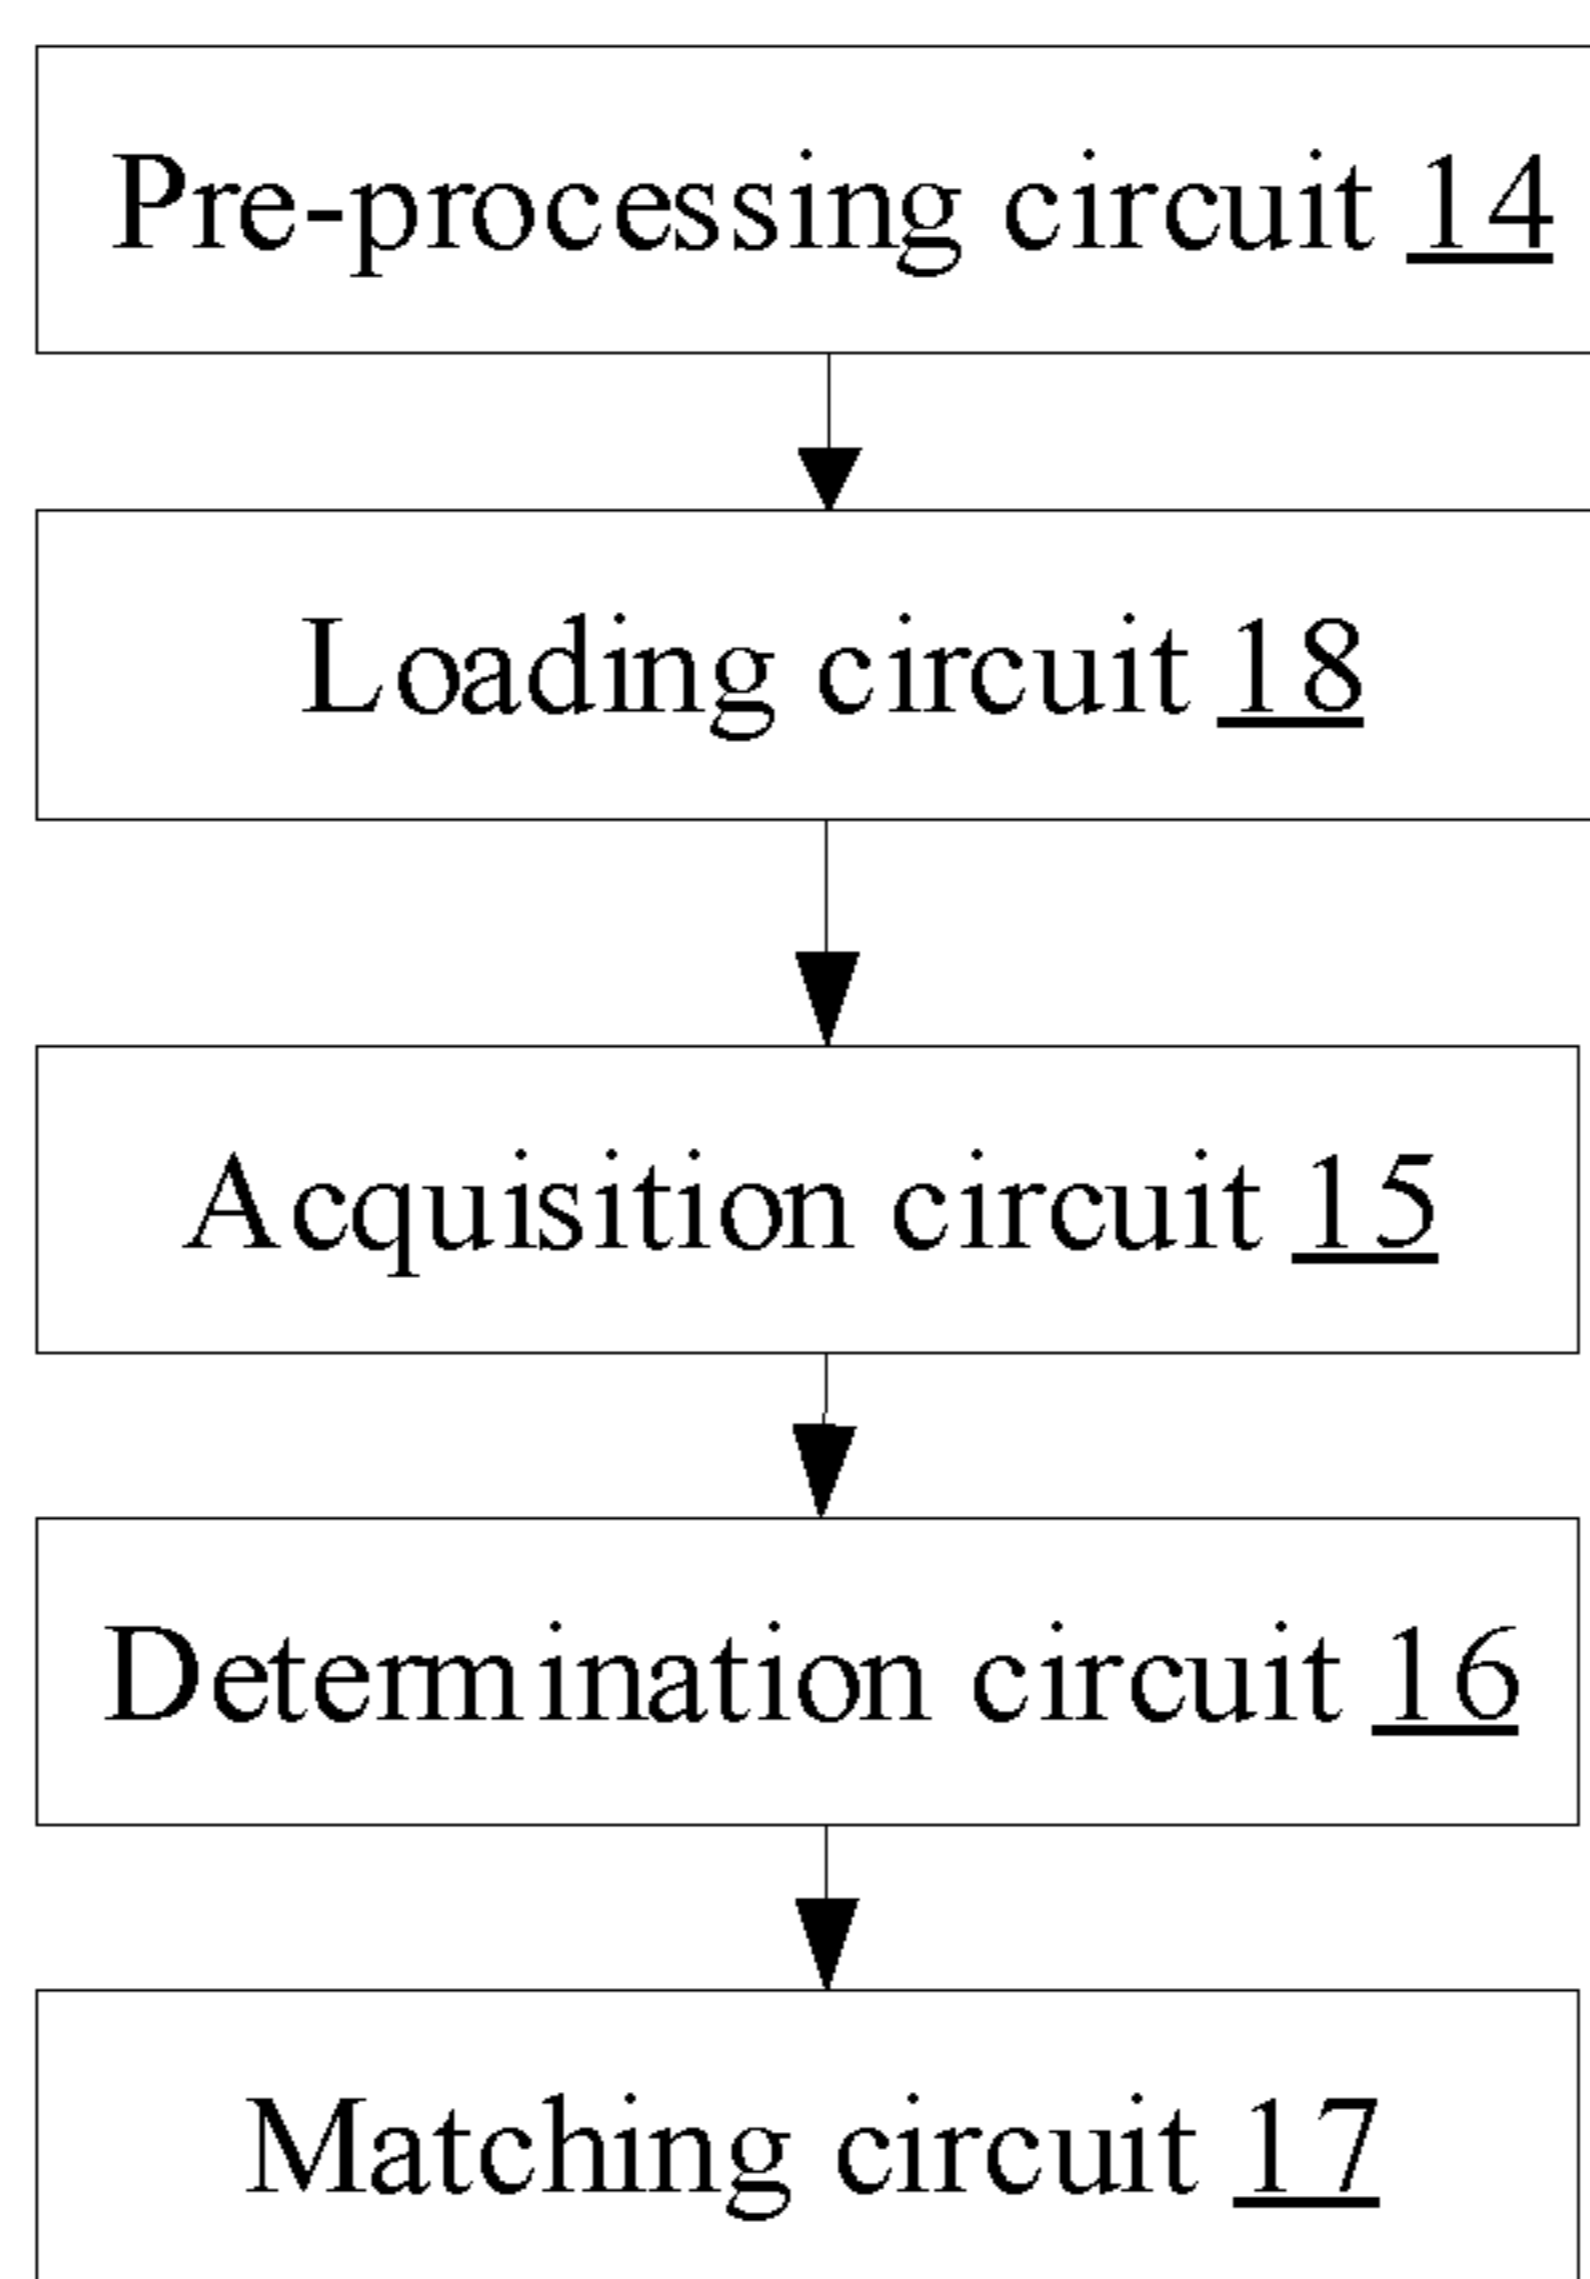 Pre-processing circuit 14
Loading circuit 18
Acquisition circuit 15
Determination circuit 16
Matching circuit 17